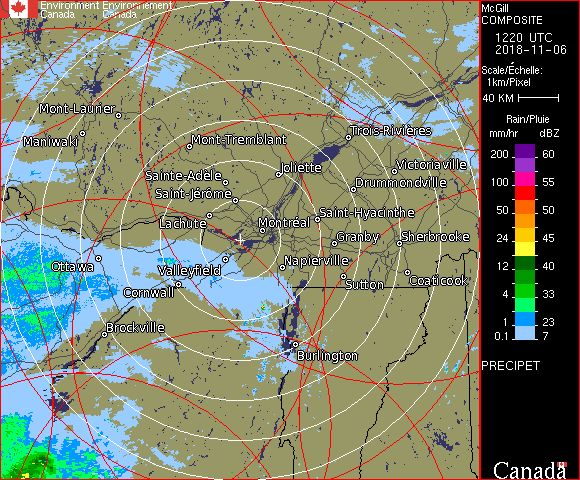 Environment Environnement
Canada Canada
McGill
COMPOSITE
1220 UTC
2018-11-06
Scale/Échelle:
1km/Pixel
40 KM
Rain/Pluie
mm/hr dBZ
200 60
150 57
100 55
50 50
24 45
12 40
4 33
1 23
0.1 7
PRECIPET
Canada
Mont-Laurier
Maniwaki
Mont-Tremblant
Trois-Rivières
Joliette
Victoriaville
Sainte-Adèle
Drummondville
Saint-Jérôme
Saint-Hyacinthe
Lachute
Montréal
Granby
Sherbrooke
Ottawa
Valleyfield
Napierville
Sutton
Coaticook
Cornwall
Brockville
Burlington